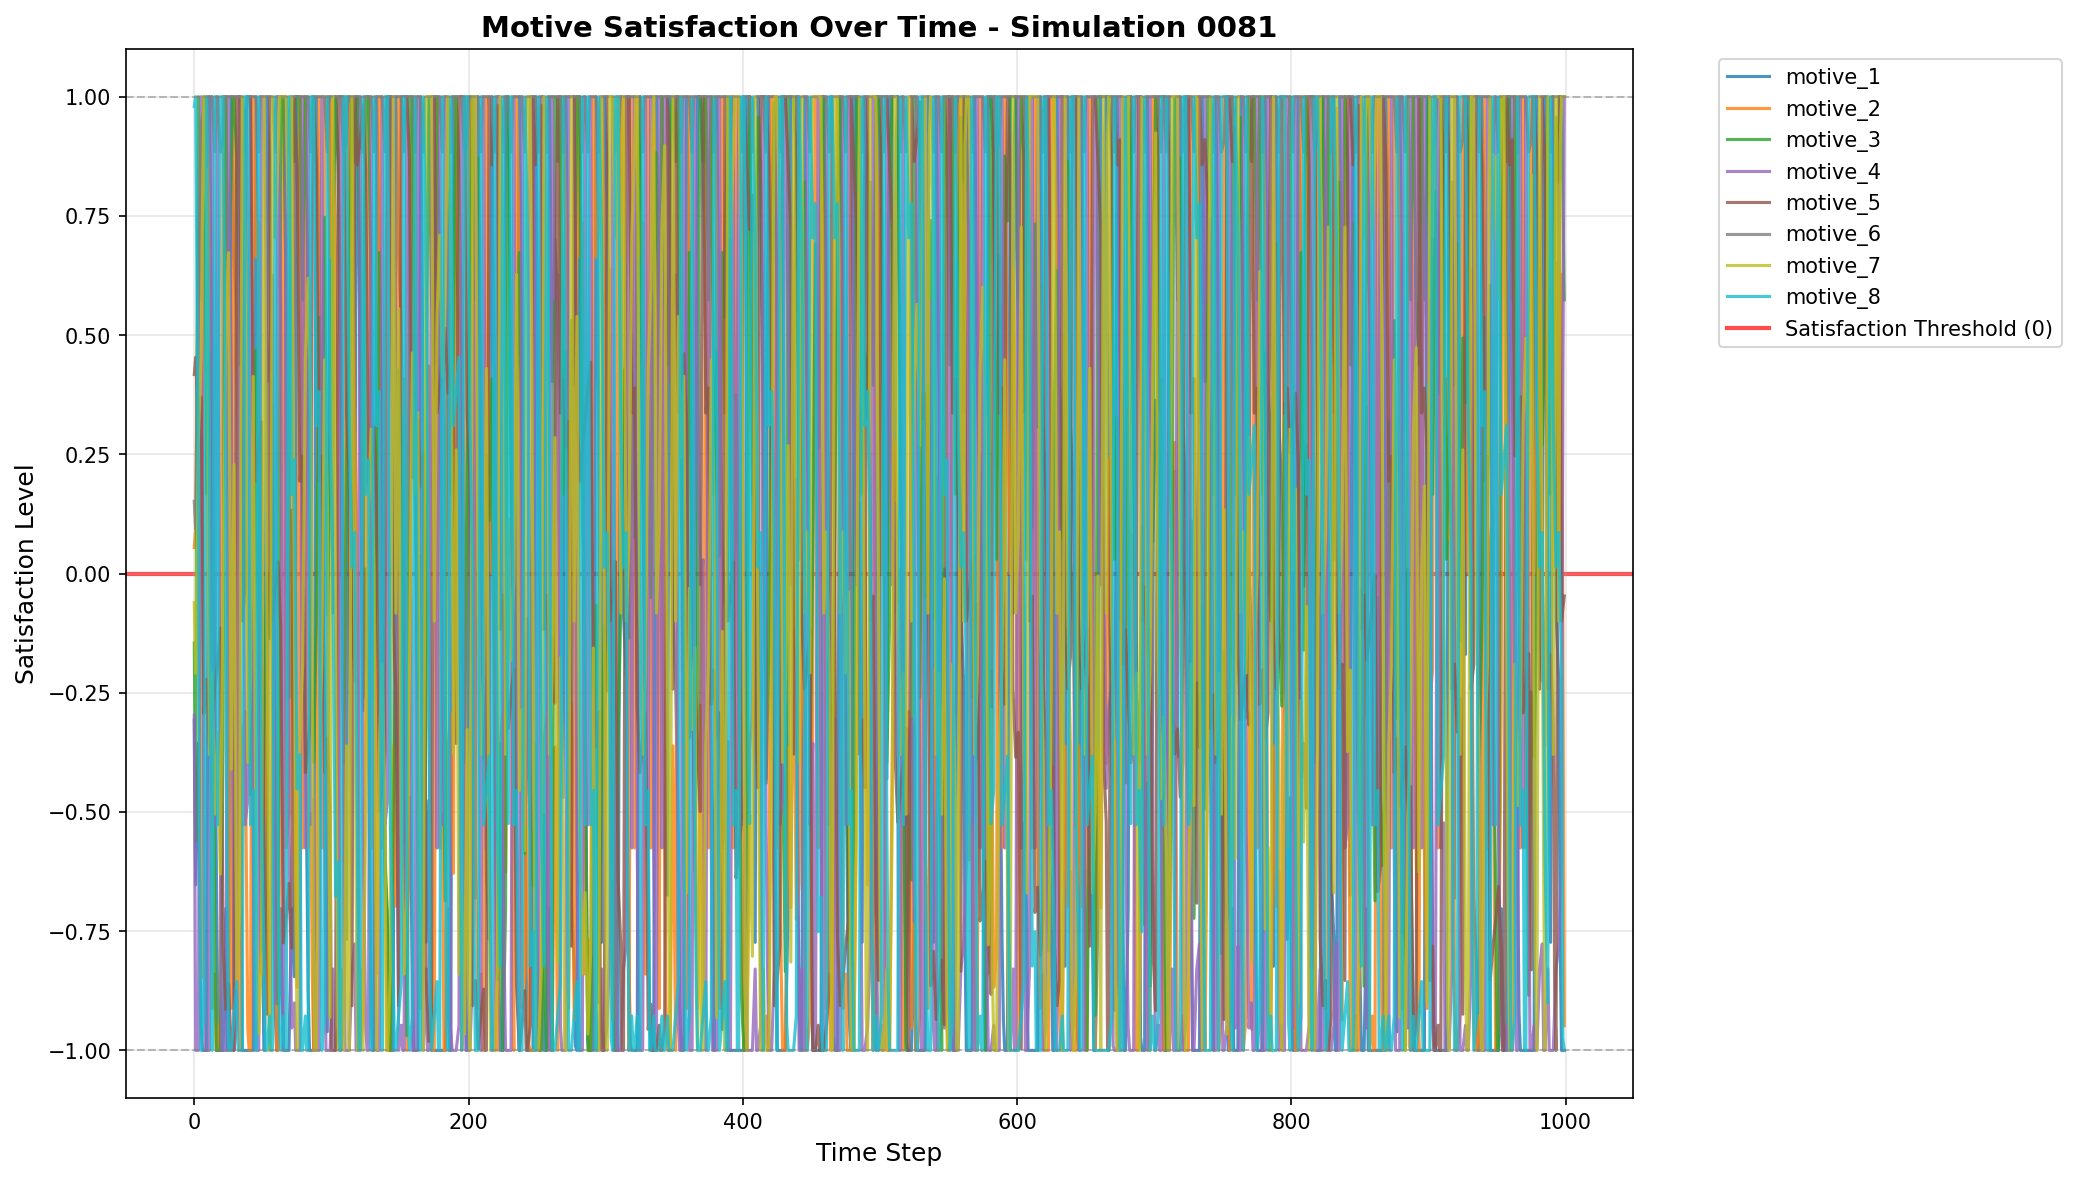 Motive Satisfaction Over Time - Simulation 0081
1.00
0.75
0.50
0.25
0.00
−0.25
−0.50
−0.75
−1.00
Satisfaction Level
0
200
400
600
800
1000
Time Step
motive_1
motive_2
motive_3
motive_4
motive_5
motive_6
motive_7
motive_8
Satisfaction Threshold (0)